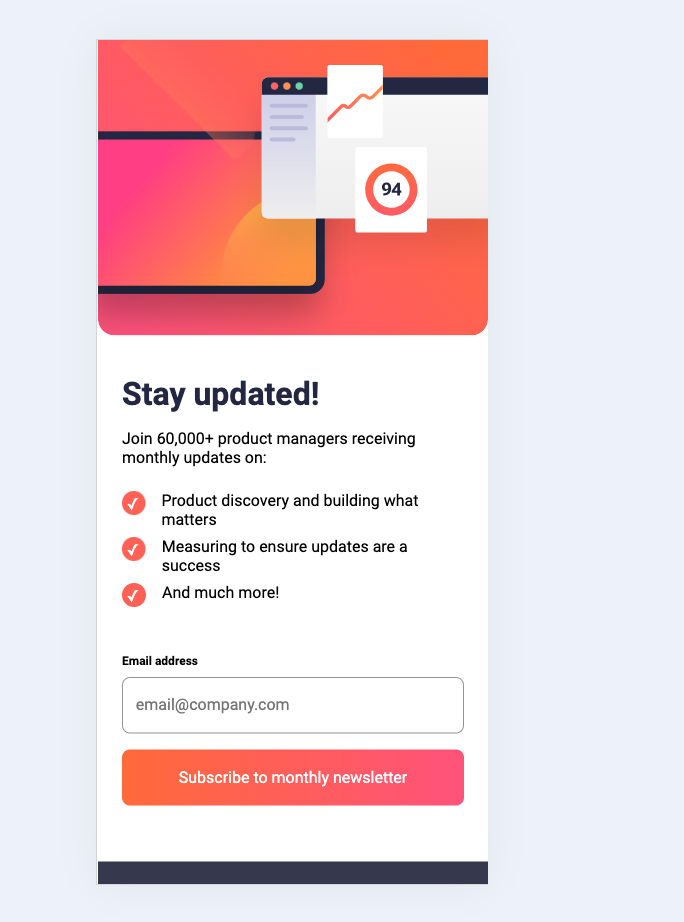 94
Stay updated!
Join 60,000+ product managers receiving
monthly updates on:
Product discovery and building what
matters
Measuring to ensure updates are a
success
And much more!
Email address
email@company.com
Subscribe to monthly newsletter